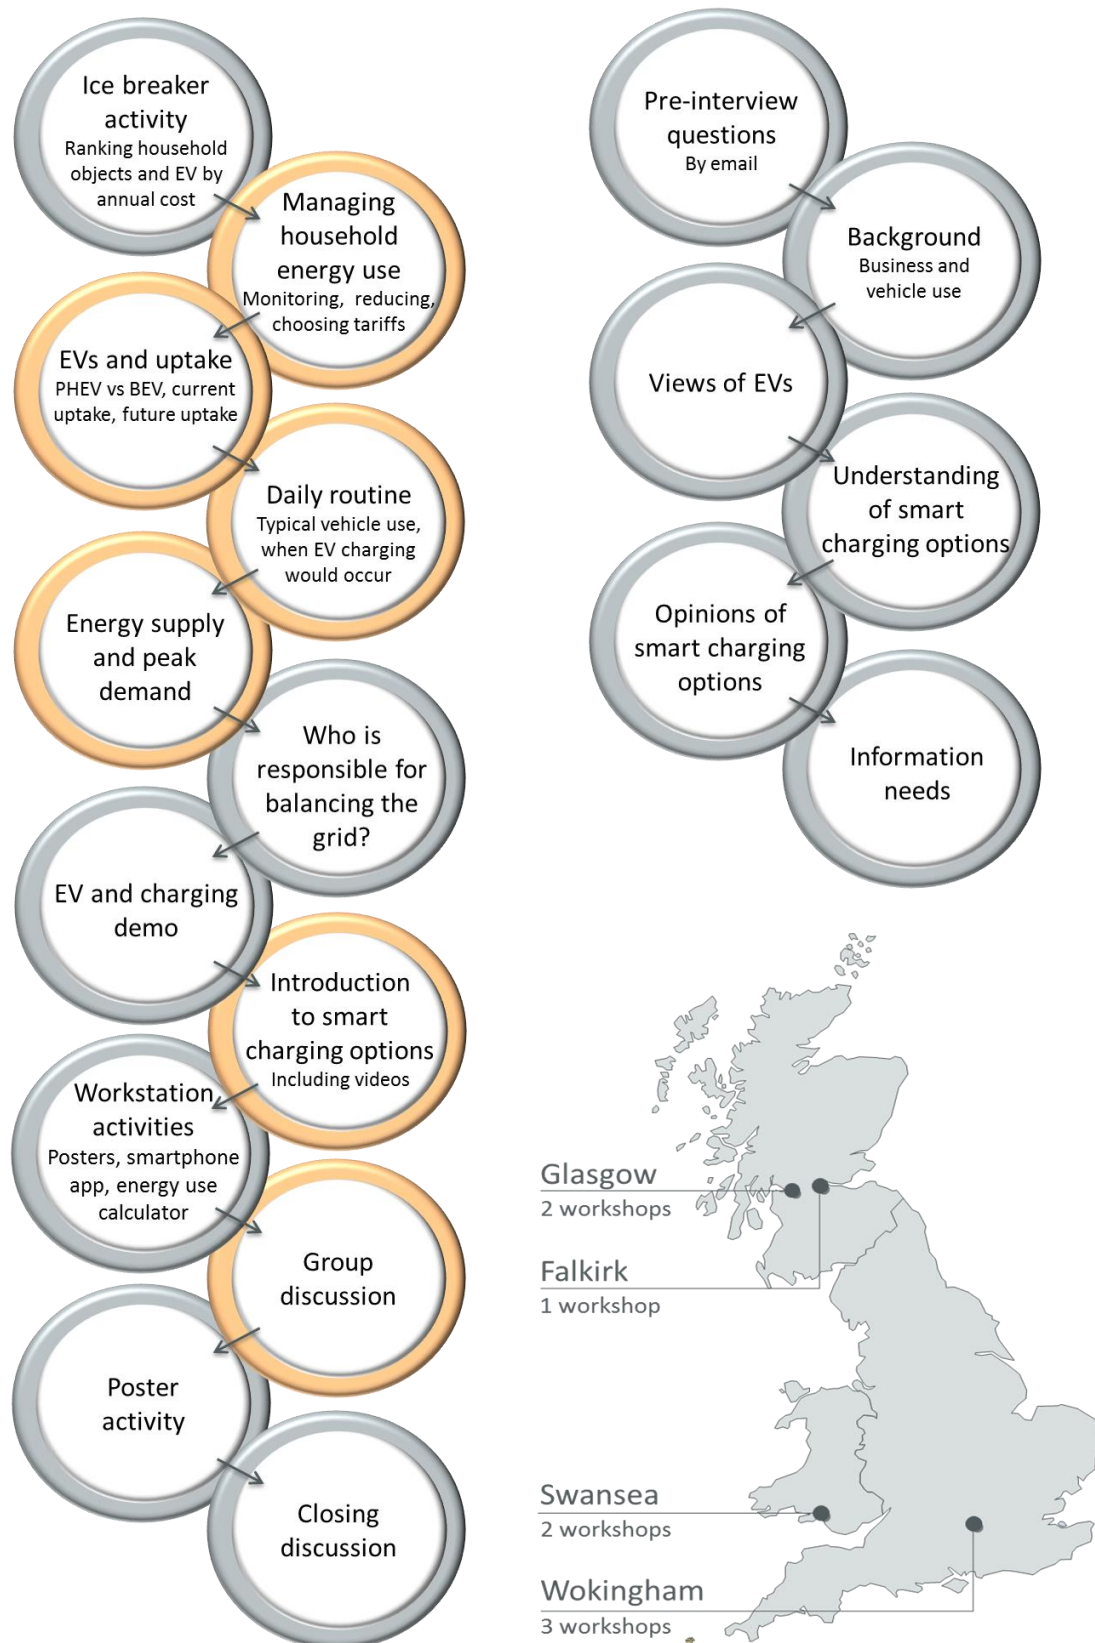 Ice breaker
activity
Ranking household
objects and EV by
annual cost
Managing
household
energy use
Monitoring, reducing,
choosing tariffs
EVs and uptake
PHEV vs BEV, current
uptake, future uptake
Daily routine
Typical vehicle use,
when EV charging
would occur
Energy supply
and peak
demand
Who is
responsible for
balancing the
grid?
EV and charging
demo
Introduction
to smart
charging options
Including videos
Workstation
activities
Posters, smartphone
app, energy use
calculator
Group
discussion
Poster
activity
Closing
discussion
Pre-interview
questions
By email
Background
Business and
vehicle use
Views of EVs
Understanding
of smart
charging options
Opinions of
smart charging
options
Information
needs
Glasgow
2 workshops
Falkirk
1 workshop
Swansea
2 workshops
Wokingham
3 workshops